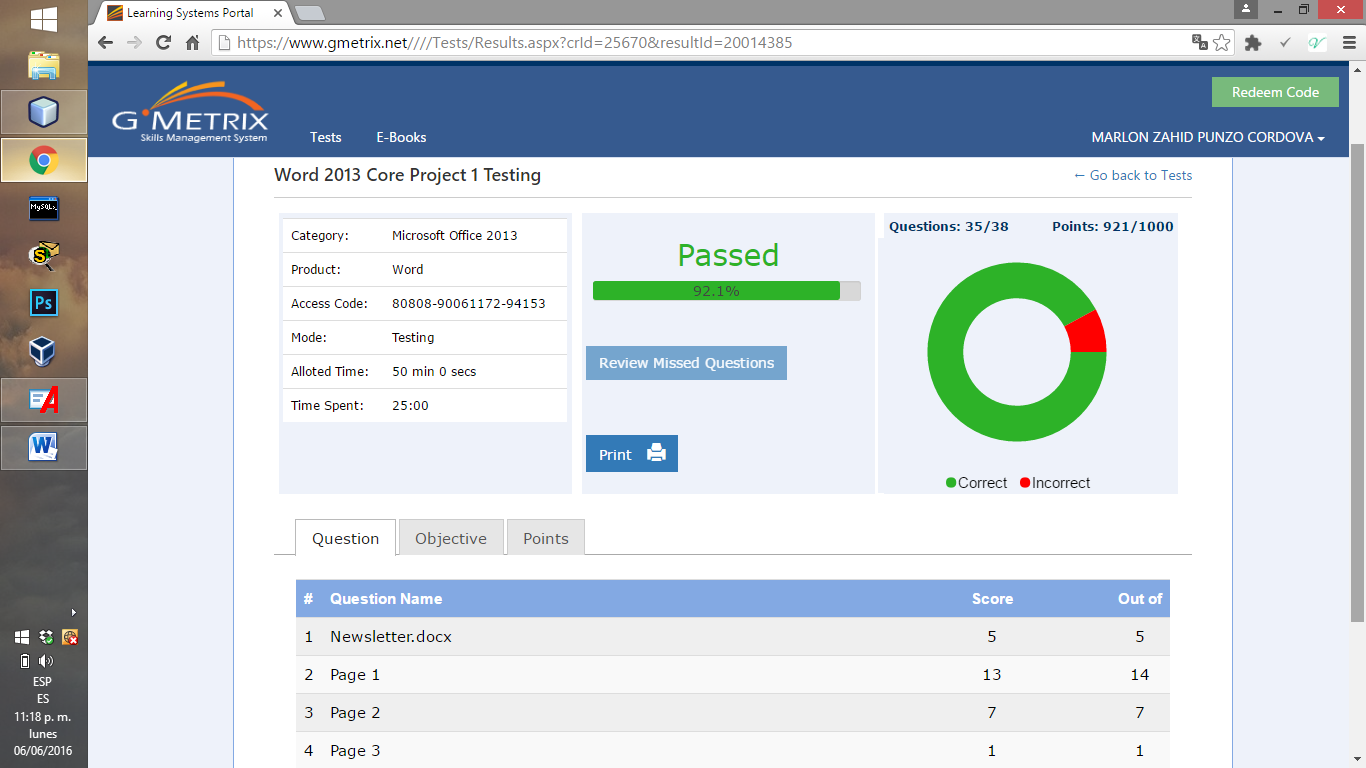 Learning Systems Portal
https://www.gmetrix.net////Tests/Results.aspx?crId=25670&resultId=20014385
GMETRIX
Skills Management System
Tests
E-Books
Redeem Code
MARLON ZAHID PUNZO CORDOVA
Word 2013 Core Project 1 Testing
← Go back to Tests
Category: Microsoft Office 2013
Product: Word
Access Code: 80808-90061172-94153
Mode: Testing
Alloted Time: 50 min 0 secs
Time Spent: 25:00
Passed
92.1%
Review Missed Questions
Print
Questions: 35/38 Points: 921/1000
Correct Incorrect
Question Objective Points
# Question Name Score Out of
1 Newsletter.docx 5 5
2 Page 1 13 14
3 Page 2 7 7
4 Page 3 1 1
MySQL
Ps
W
ESP
ES
11:18 p. m.
lunes
06/06/2016